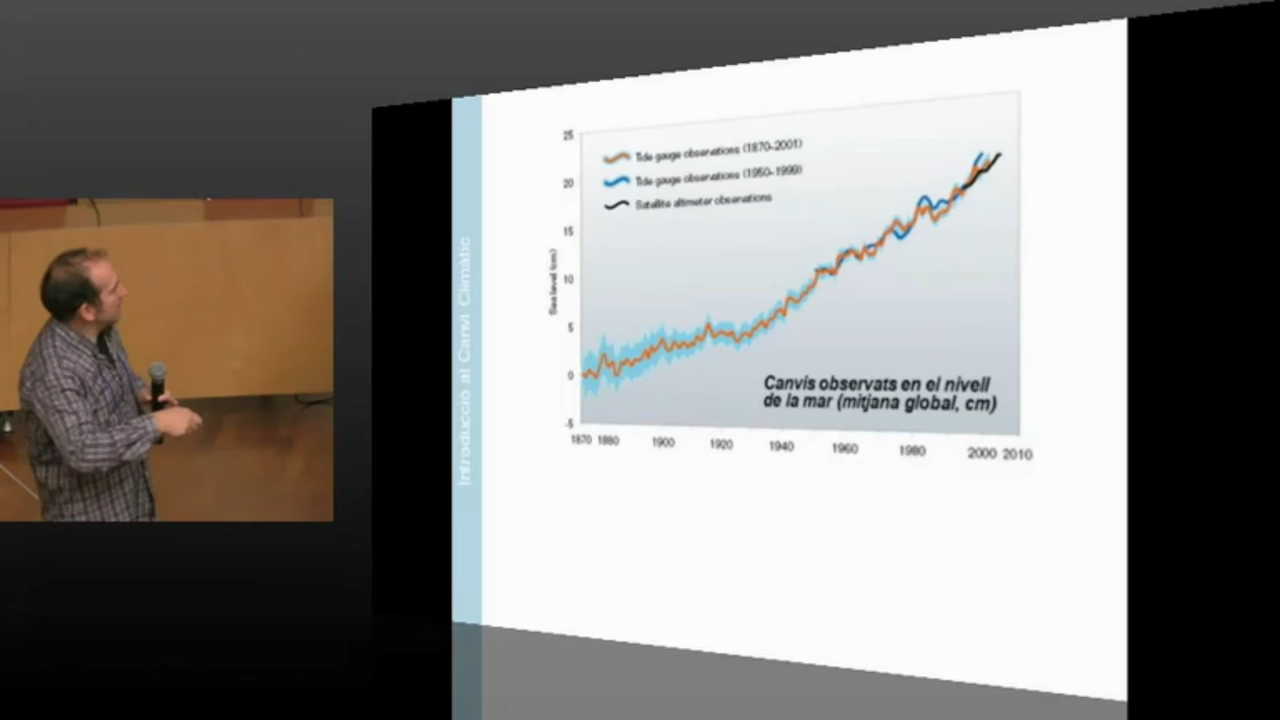 Introducció al Canvi Climàtic
25
20
15
10
5
0
-5
Sea level (cm)
Tide gauge observations (1870-2001)
Tide gauge observations (1950-1999)
Satellite altimeter observations
Canvis observats en el nivell
de la mar (mitjana global, cm)
1870 1880 1900 1920 1940 1960 1980 2000 2010